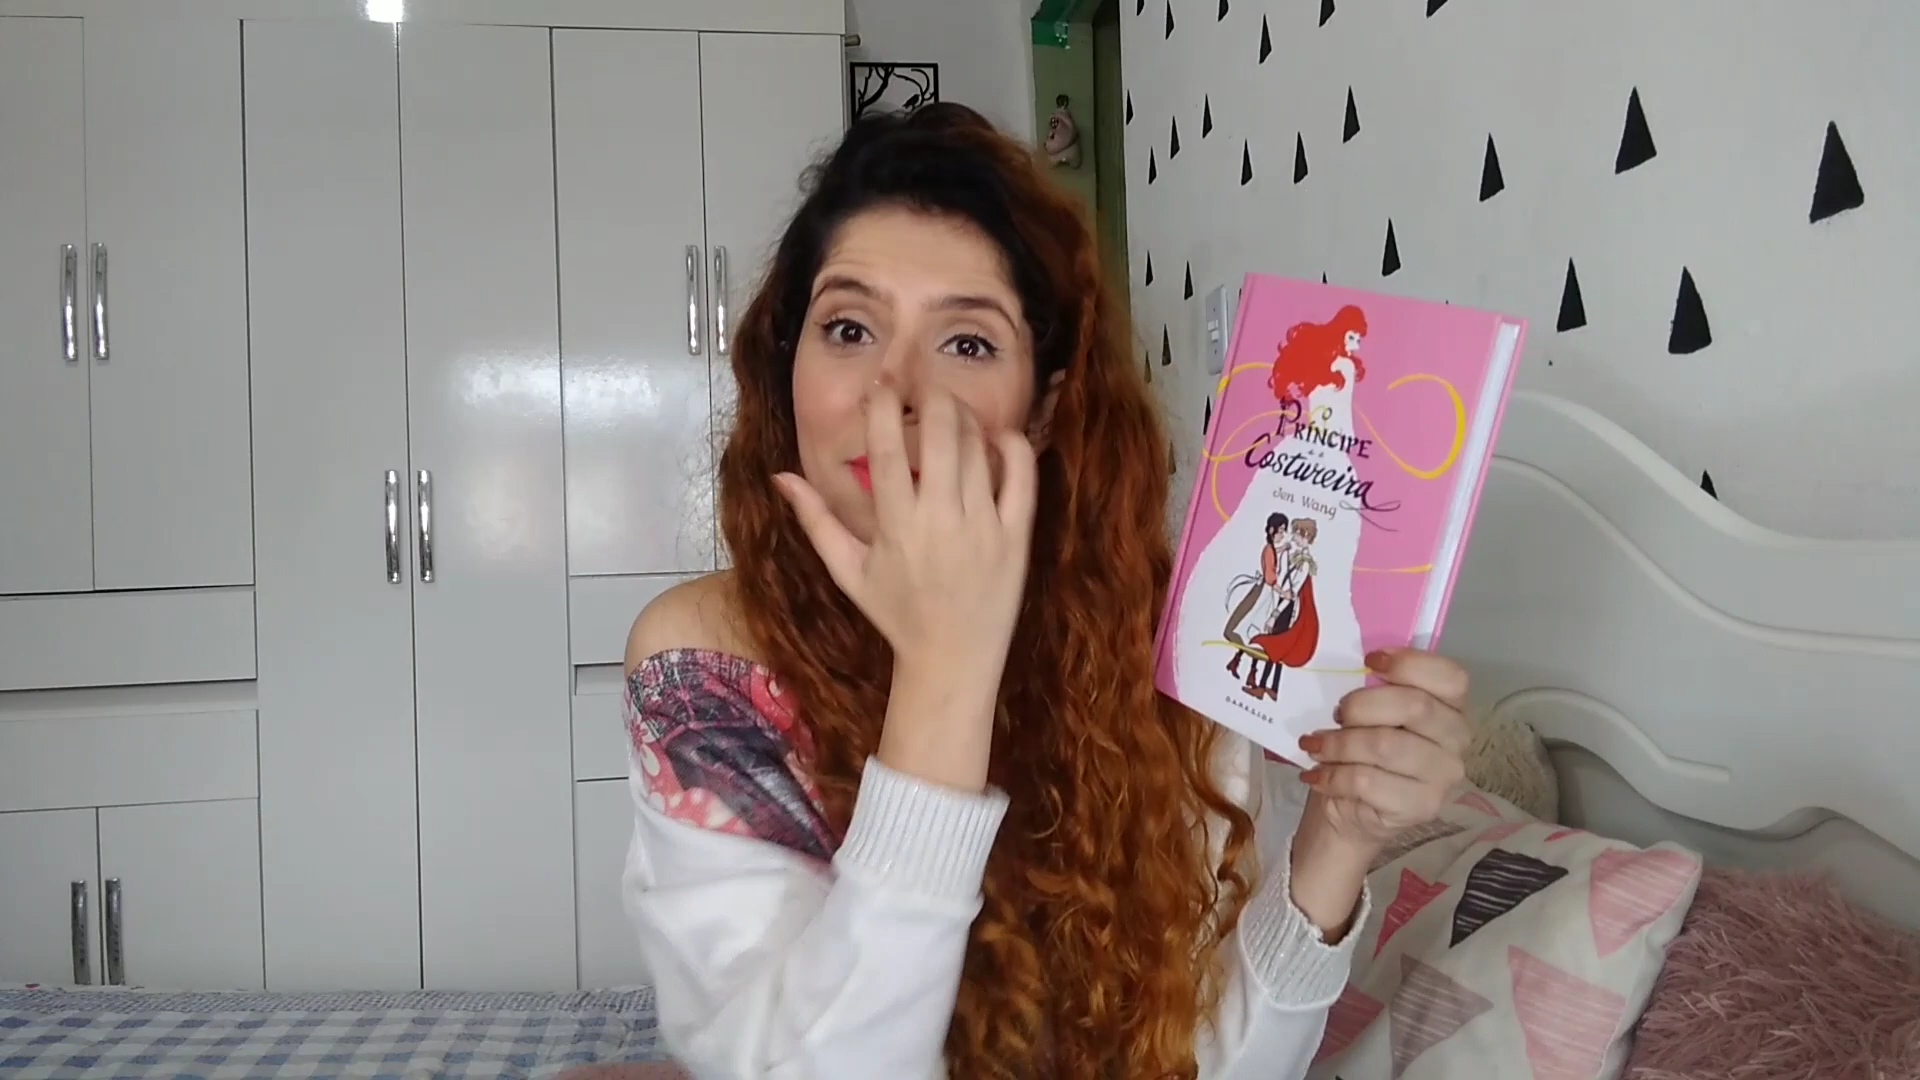 O
PRÍNCIPE
e a
Costureira
Jen Wang
DARKSIDE